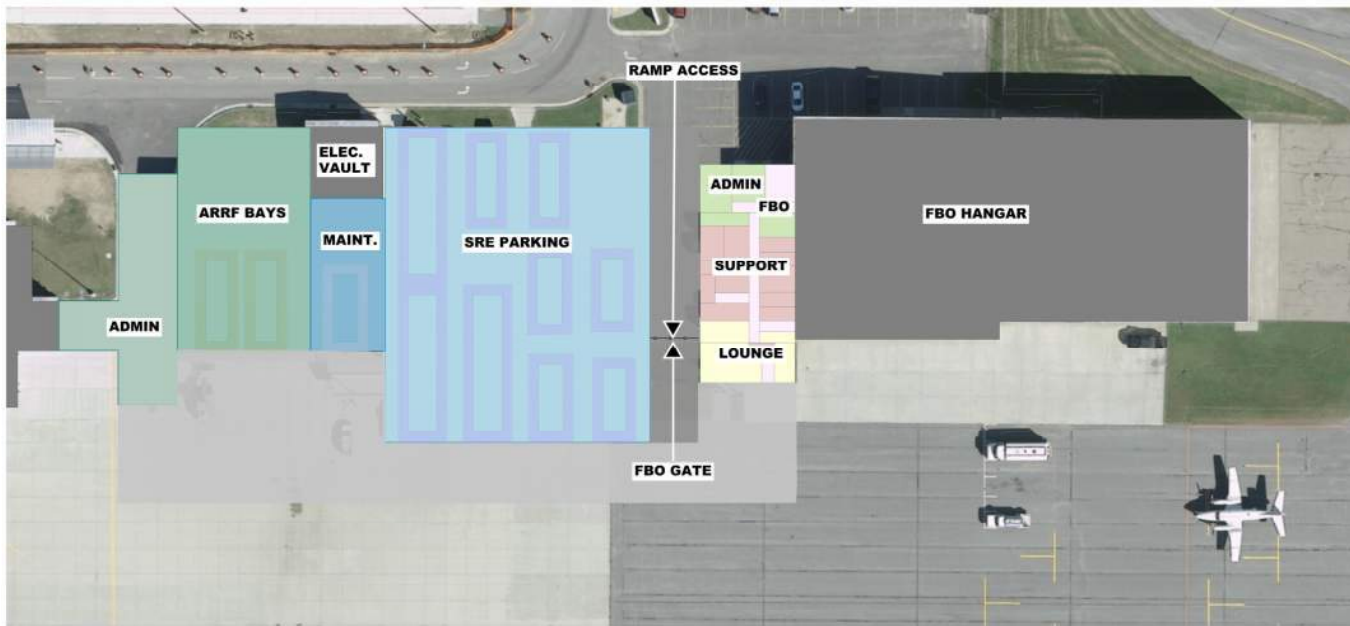 RAMP ACCESS
ELEC.
VAULT
ADMIN
ARRF BAYS
FBO
FBO HANGAR
MAINT.
SRE PARKING
SUPPORT
ADMIN
LOUNGE
FBO GATE